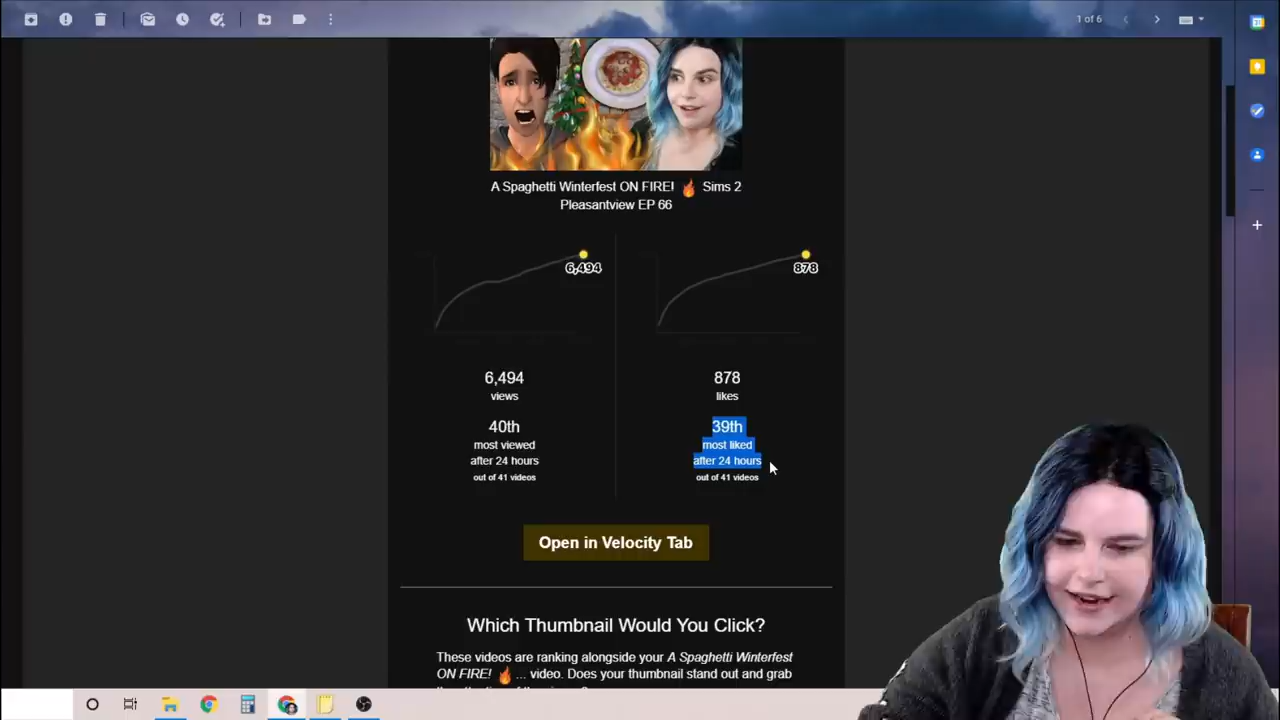 1 of 6
A Spaghetti Winterfest ON FIRE! 🔥 Sims 2
Pleasantview EP 66
6,494
878
6,494
views
878
likes
40th
most viewed
after 24 hours
out of 41 videos
39th
most liked
after 24 hours
out of 41 videos
Open in Velocity Tab
Which Thumbnail Would You Click?
These videos are ranking alongside your A Spaghetti Winterfest
ON FIRE! 🔥 ... video. Does your thumbnail stand out and grab